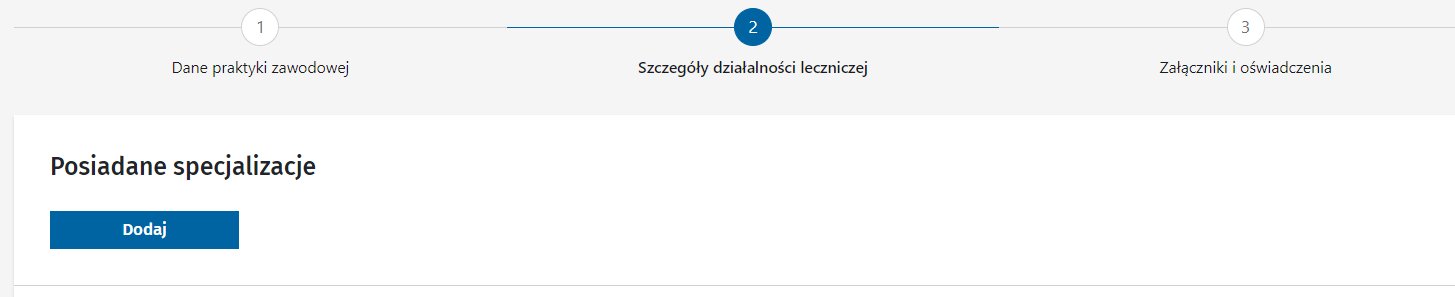 1 2 3
Dane praktyki zawodowej Szczegóły działalności leczniczej Załączniki i oświadczenia
Posiadane specjalizacje
Dodaj